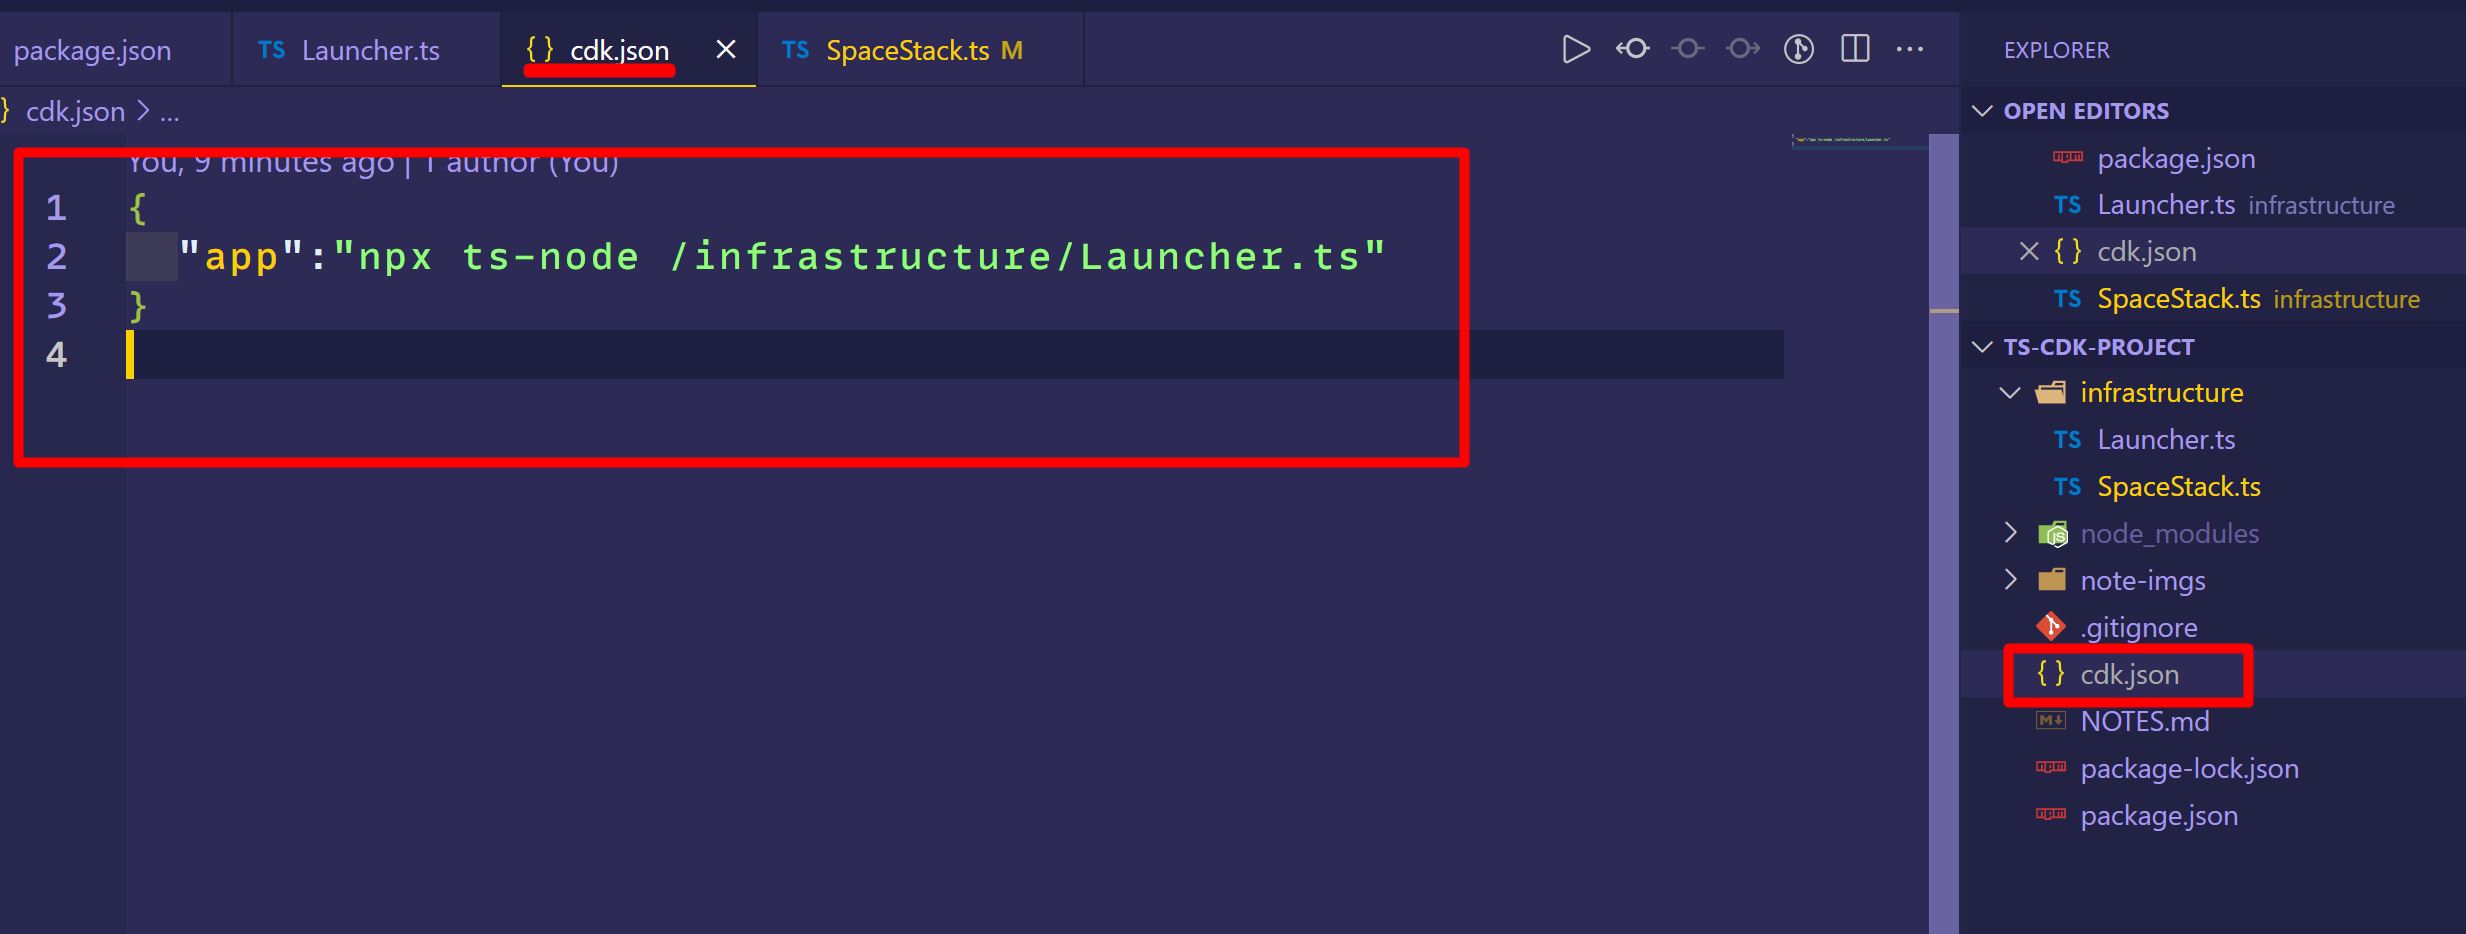 package.json
TS Launcher.ts
{ } cdk.json
TS SpaceStack.ts M
} cdk.json > ...
You, 9 minutes ago | 1 author (You)
1 {
2 "app":"npx ts-node /infrastructure/Launcher.ts"
3 }
4
EXPLORER
OPEN EDITORS
package.json
TS Launcher.ts infrastructure
{ } cdk.json
TS SpaceStack.ts infrastructure
TS-CDK-PROJECT
infrastructure
TS Launcher.ts
TS SpaceStack.ts
node_modules
note-imgs
.gitignore
{ } cdk.json
NOTES.md
package-lock.json
package.json